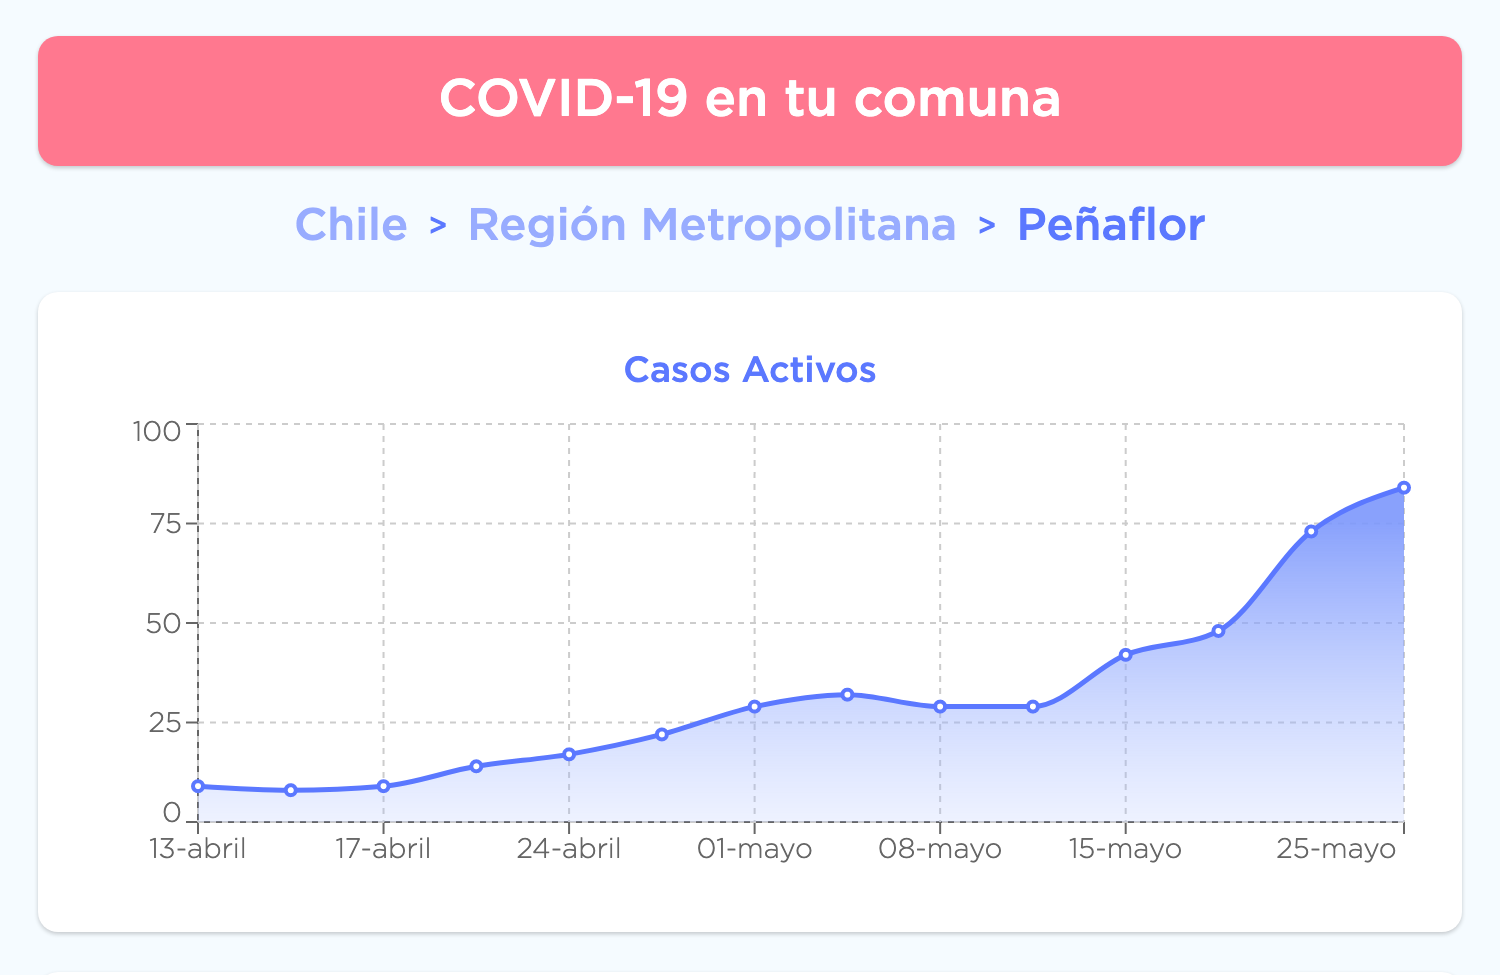 COVID-19 en tu comuna
Chile > Región Metropolitana > Peñaflor
Casos Activos
100
75
50
25
0
13-abril 17-abril 24-abril 01-mayo 08-mayo 15-mayo 25-mayo